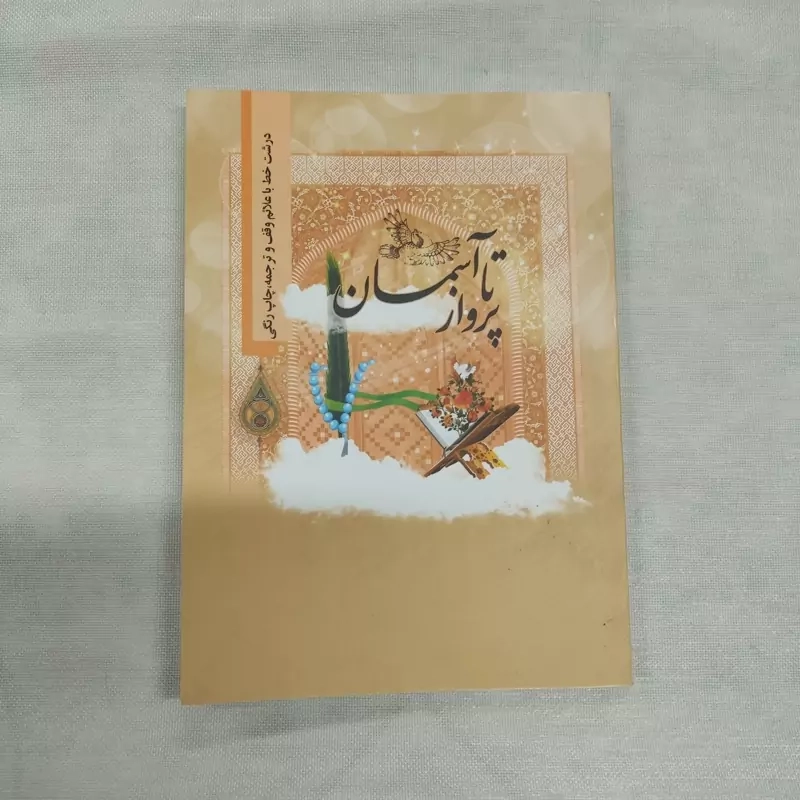 پرواز تا آسمان
درشت خط با علائم وقف و ترجمه،چاپ رنگی